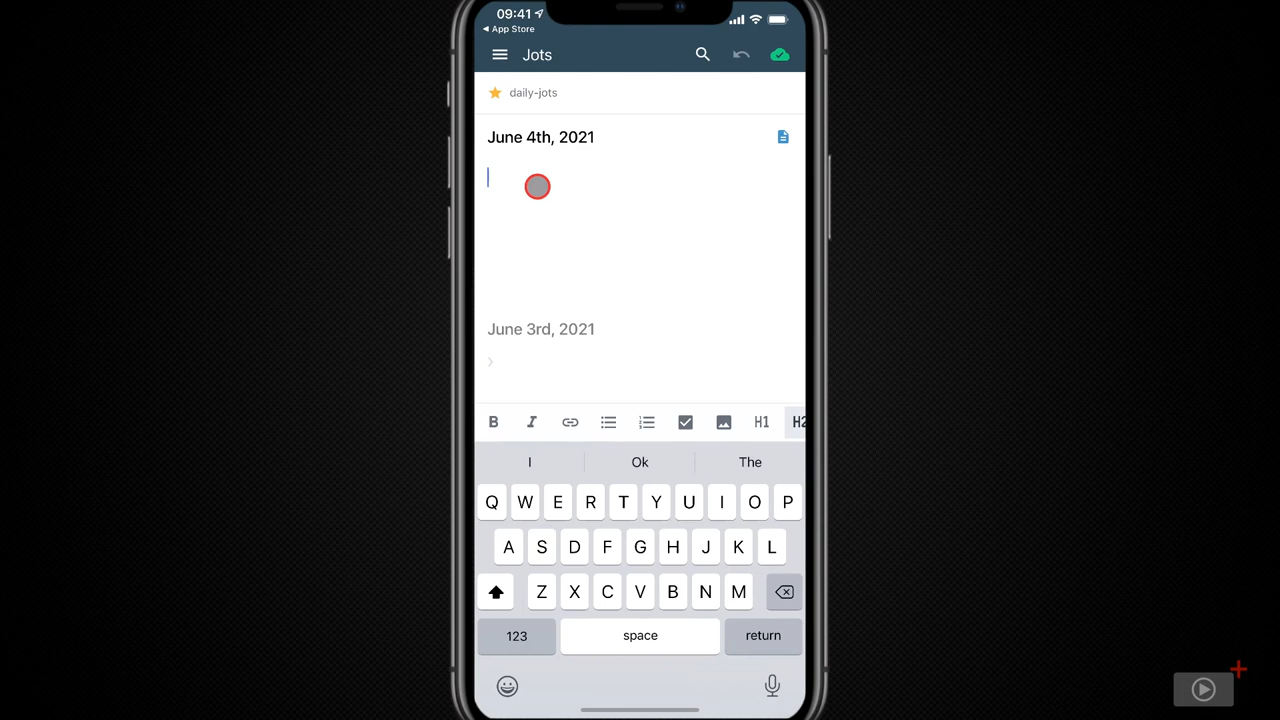 09:41
App Store
Jots
daily-jots
June 4th, 2021
June 3rd, 2021
B I H1 H2
I Ok The
Q W E R T Y U I O P
A S D F G H J K L
Z X C V B N M
123 space return